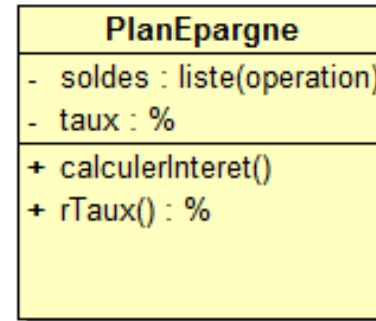 PlanEpargne
- soldes : liste(operation)
- taux : %
+ calculerInteret()
+ rTaux() : %